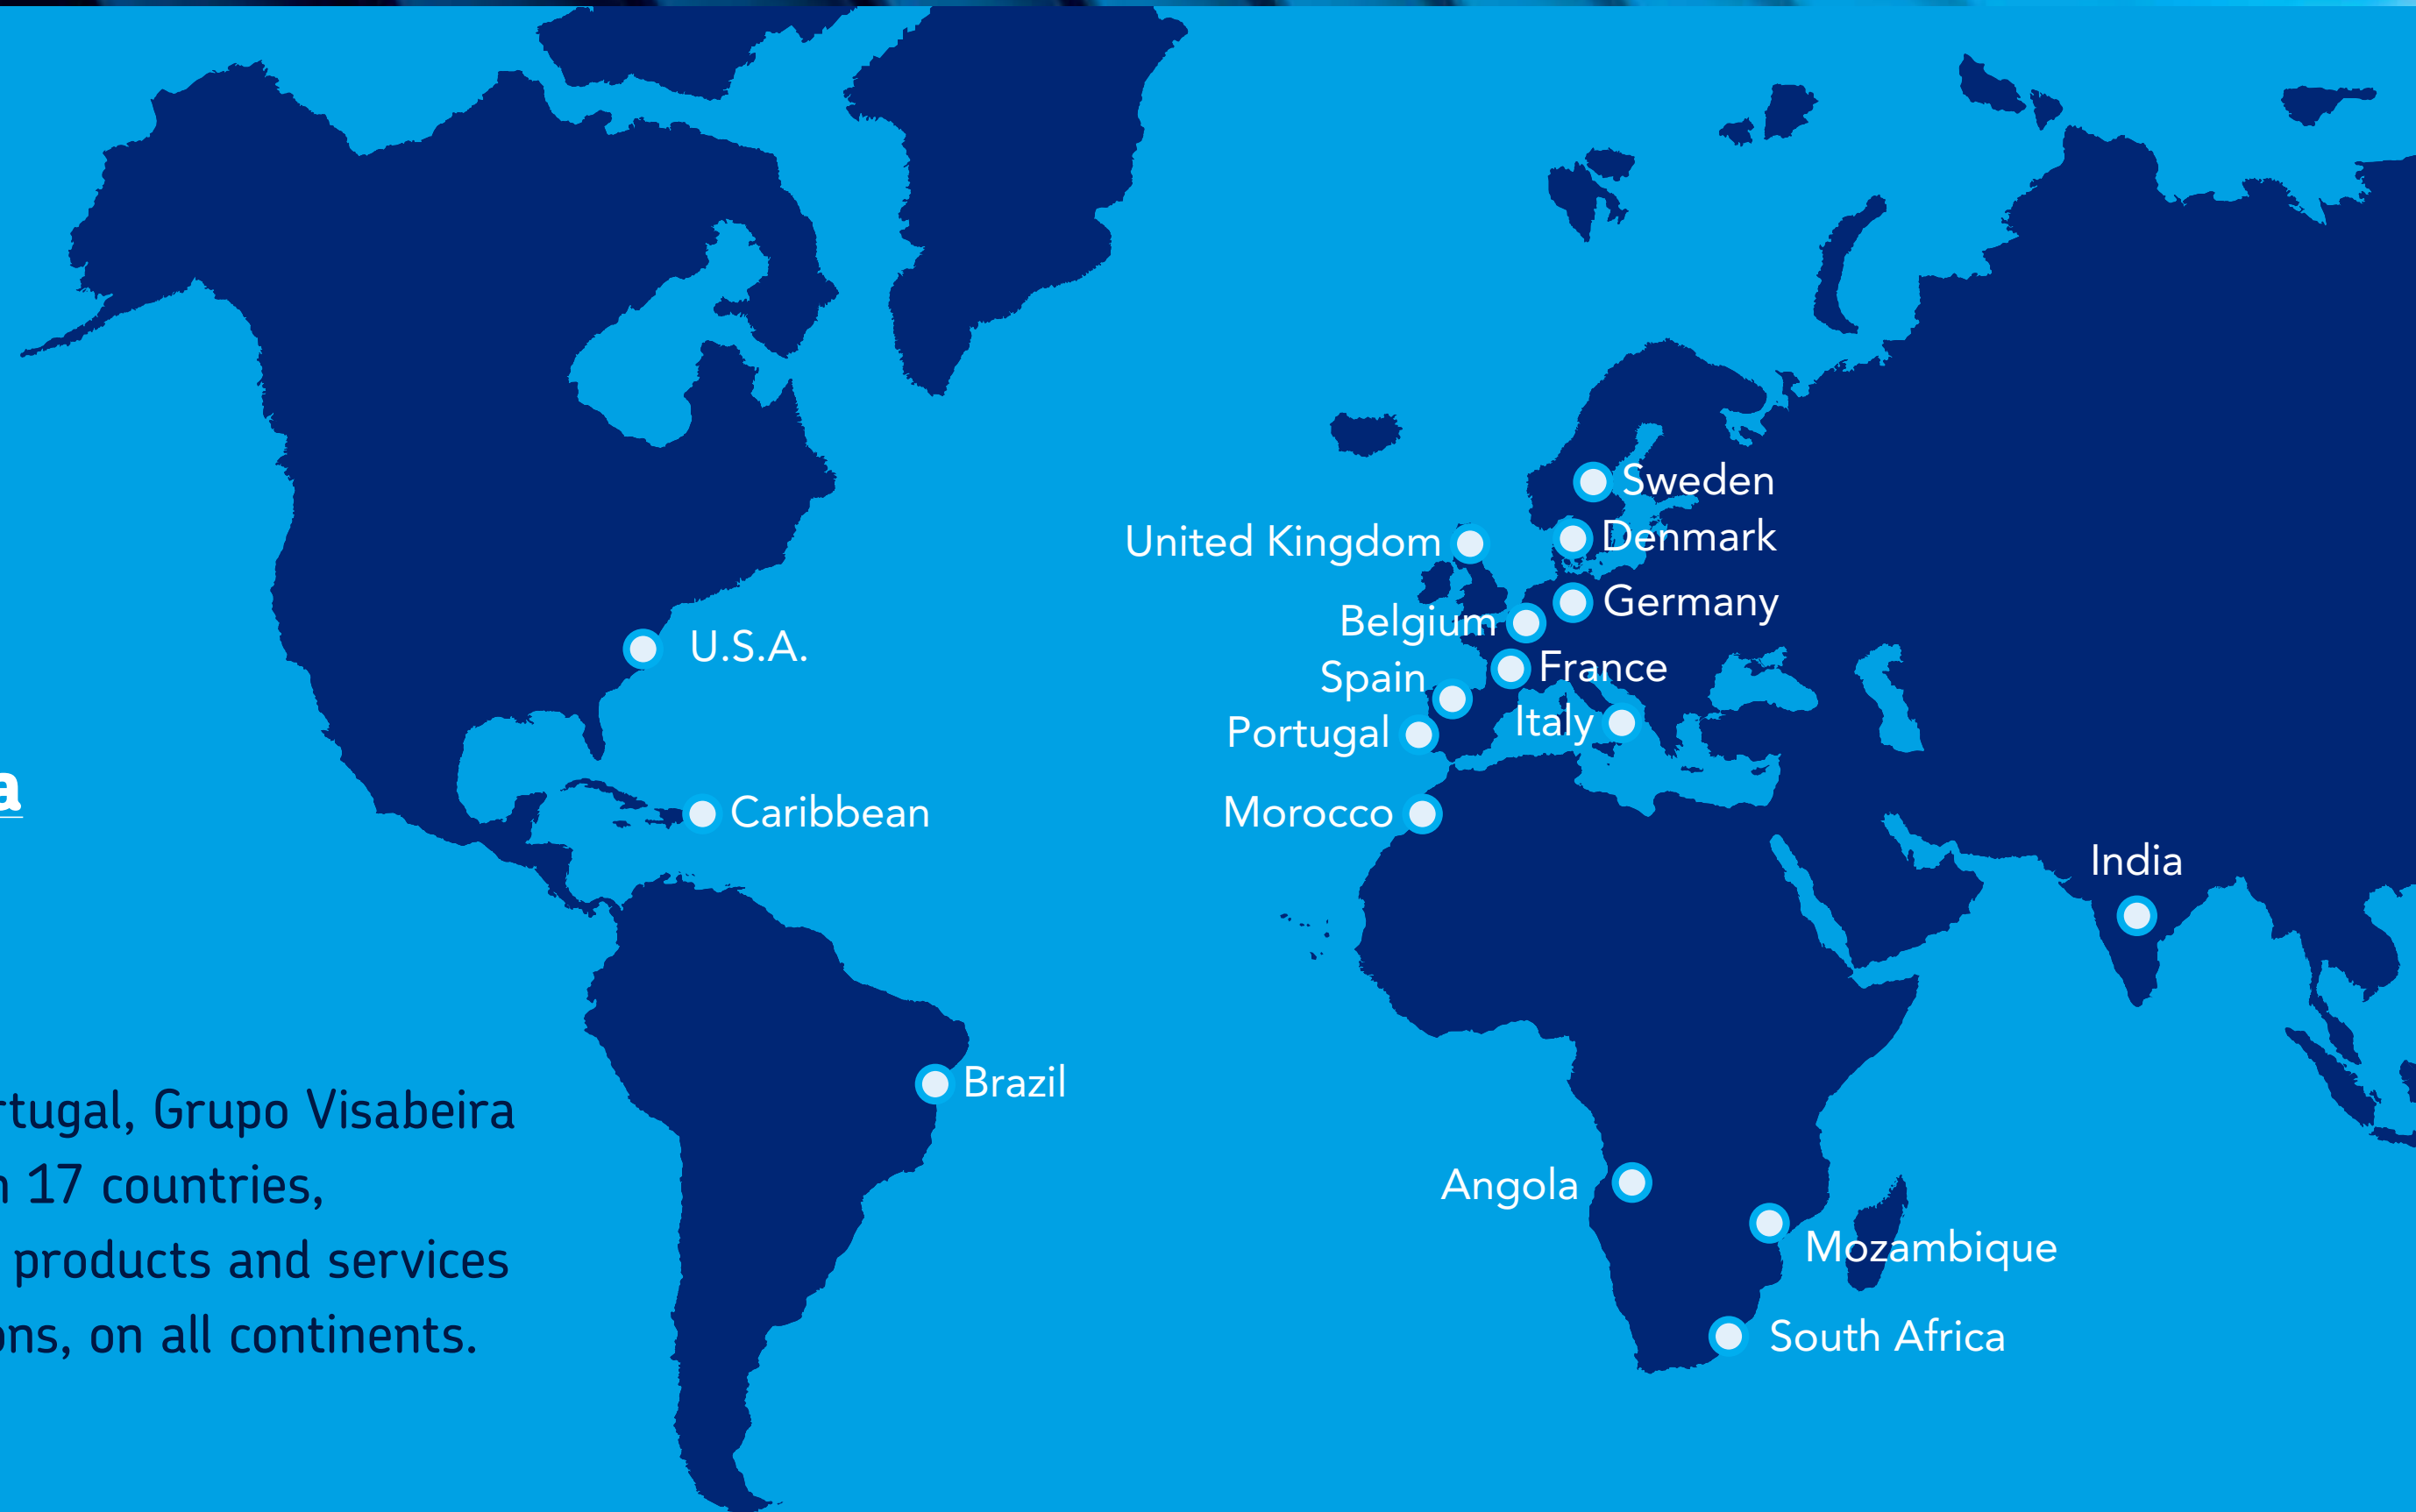 Sweden
United Kingdom
Denmark
Germany
Belgium
U.S.A.
France
Spain
Italy
Portugal
a
Caribbean
Morocco
India
Brazil
rtugal, Grupo Visabeira
17 countries,
products and services
ons, on all continents.
Angola
Mozambique
South Africa